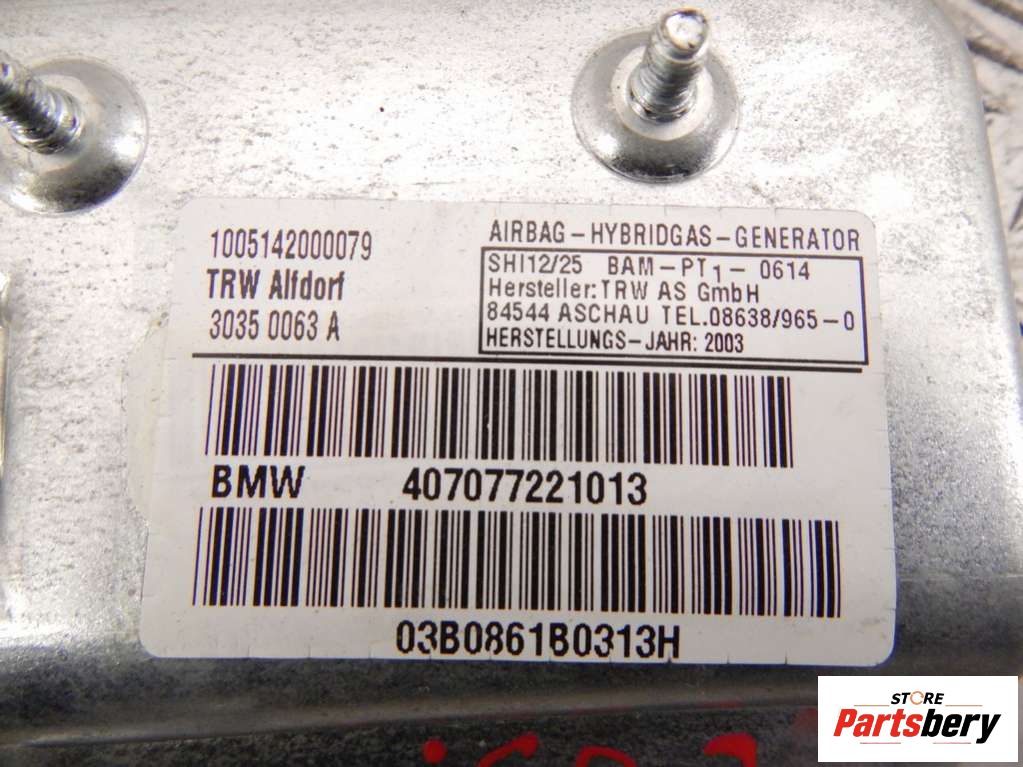 1005142000079
TRW Alfdorf
3035 0063 A
AIRBAG-HYBRIDGAS-GENERATOR
SHI12/25 BAM-PT1-0614
Hersteller:TRW AS GmbH
84544 ASCHAU TEL.08638/965-0
HERSTELLUNGS-JAHR: 2003
BMW 407077221013
03B0861B0313H
STORE
Partsbery